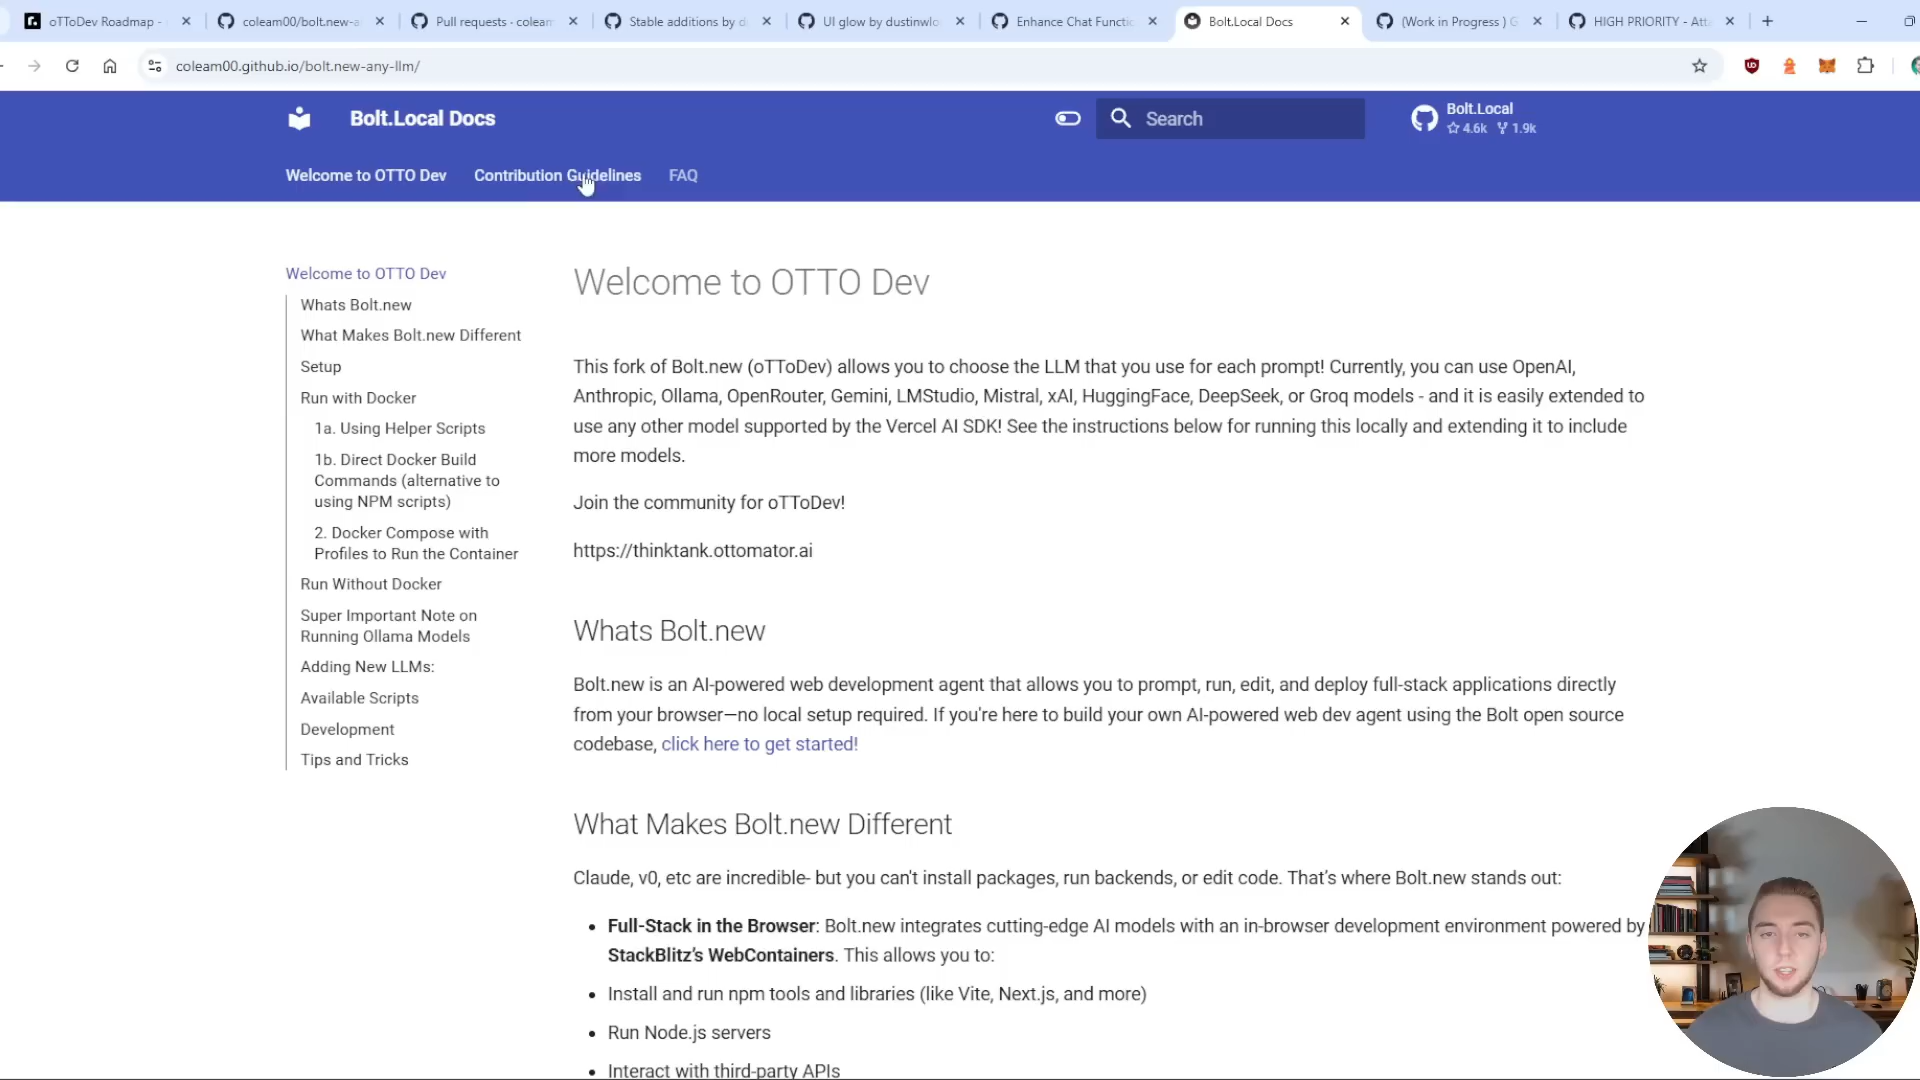 oTToDev Roadmap -
coleam00/bolt.new-a
Pull requests · coleam
Stable additions by d
UI glow by dustinwlo
Enhance Chat Functio
Bolt.Local Docs
(Work in Progress ) G
HIGH PRIORITY - Atta
coleam00.github.io/bolt.new-any-llm/
Bolt.Local Docs
Search
Bolt.Local
4.6k 1.9k
Welcome to OTTO Dev
Contribution Guidelines
FAQ
Welcome to OTTO Dev
Whats Bolt.new
What Makes Bolt.new Different
Setup
Run with Docker
1a. Using Helper Scripts
1b. Direct Docker Build
Commands (alternative to
using NPM scripts)
2. Docker Compose with
Profiles to Run the Container
Run Without Docker
Super Important Note on
Running Ollama Models
Adding New LLMs:
Available Scripts
Development
Tips and Tricks
Welcome to OTTO Dev
This fork of Bolt.new (oTToDev) allows you to choose the LLM that you use for each prompt! Currently, you can use OpenAI,
Anthropic, Ollama, OpenRouter, Gemini, LMStudio, Mistral, xAI, HuggingFace, DeepSeek, or Groq models - and it is easily extended to
use any other model supported by the Vercel AI SDK! See the instructions below for running this locally and extending it to include
more models.
Join the community for oTToDev!
https://thinktank.ottomator.ai
Whats Bolt.new
Bolt.new is an AI-powered web development agent that allows you to prompt, run, edit, and deploy full-stack applications directly
from your browser—no local setup required. If you're here to build your own AI-powered web dev agent using the Bolt open source
codebase, click here to get started!
What Makes Bolt.new Different
Claude, v0, etc are incredible- but you can't install packages, run backends, or edit code. That's where Bolt.new stands out:
• Full-Stack in the Browser: Bolt.new integrates cutting-edge AI models with an in-browser development environment powered by
StackBlitz's WebContainers. This allows you to:
• Install and run npm tools and libraries (like Vite, Next.js, and more)
• Run Node.js servers
• Interact with third-party APIs